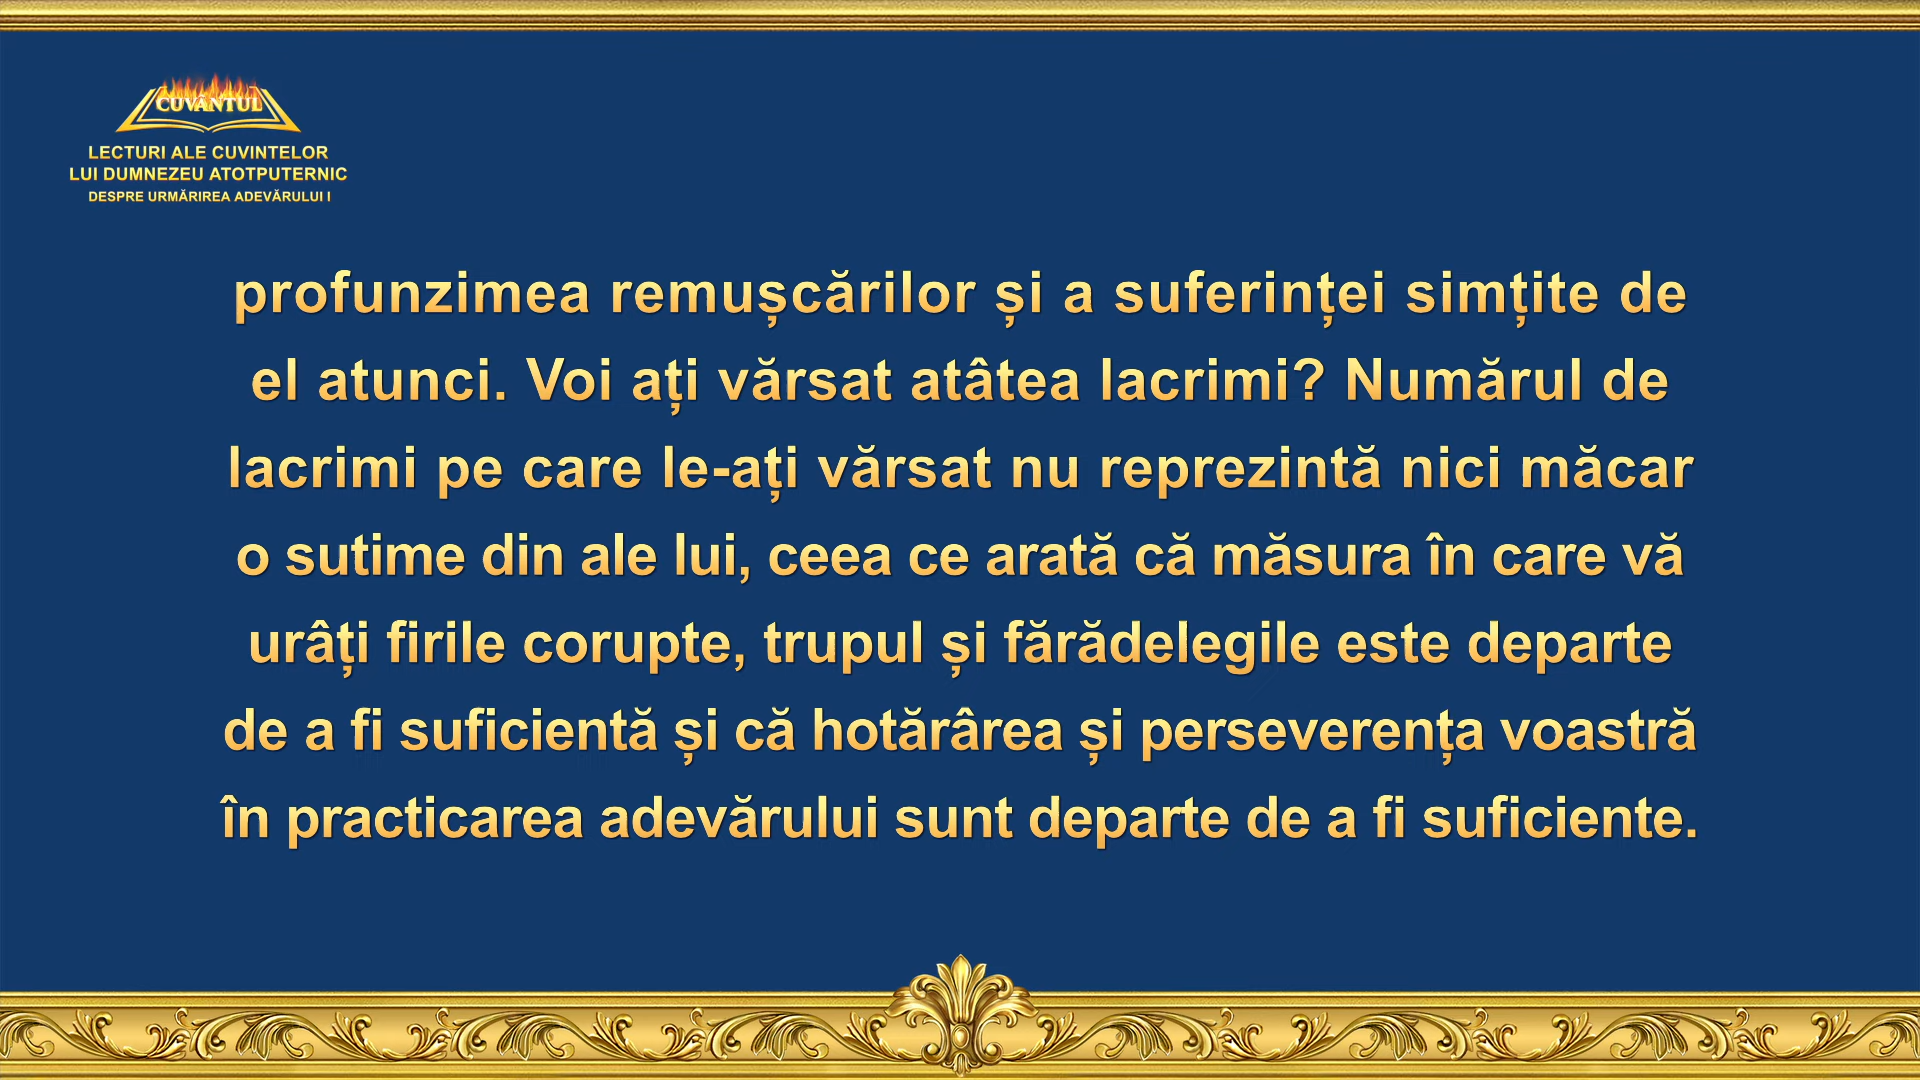 CUVÂNTUL
LECTURI ALE CUVINTELOR
LUI DUMNEZEU ATOTPUTERNIC
DESPRE URMĂRIREA ADEVĂRULUI I
profunzimea remușcărilor și a suferinței simțite de
el atunci. Voi ați vărsat atâtea lacrimi? Numărul de
lacrimi pe care le-ați vărsat nu reprezintă nici măcar
o sutime din ale lui, ceea ce arată că măsura în care vă
urâți firile corupte, trupul și fărădelegile este departe
de a fi suficientă și că hotărârea și perseverența voastră
în practicarea adevărului sunt departe de a fi suficiente.